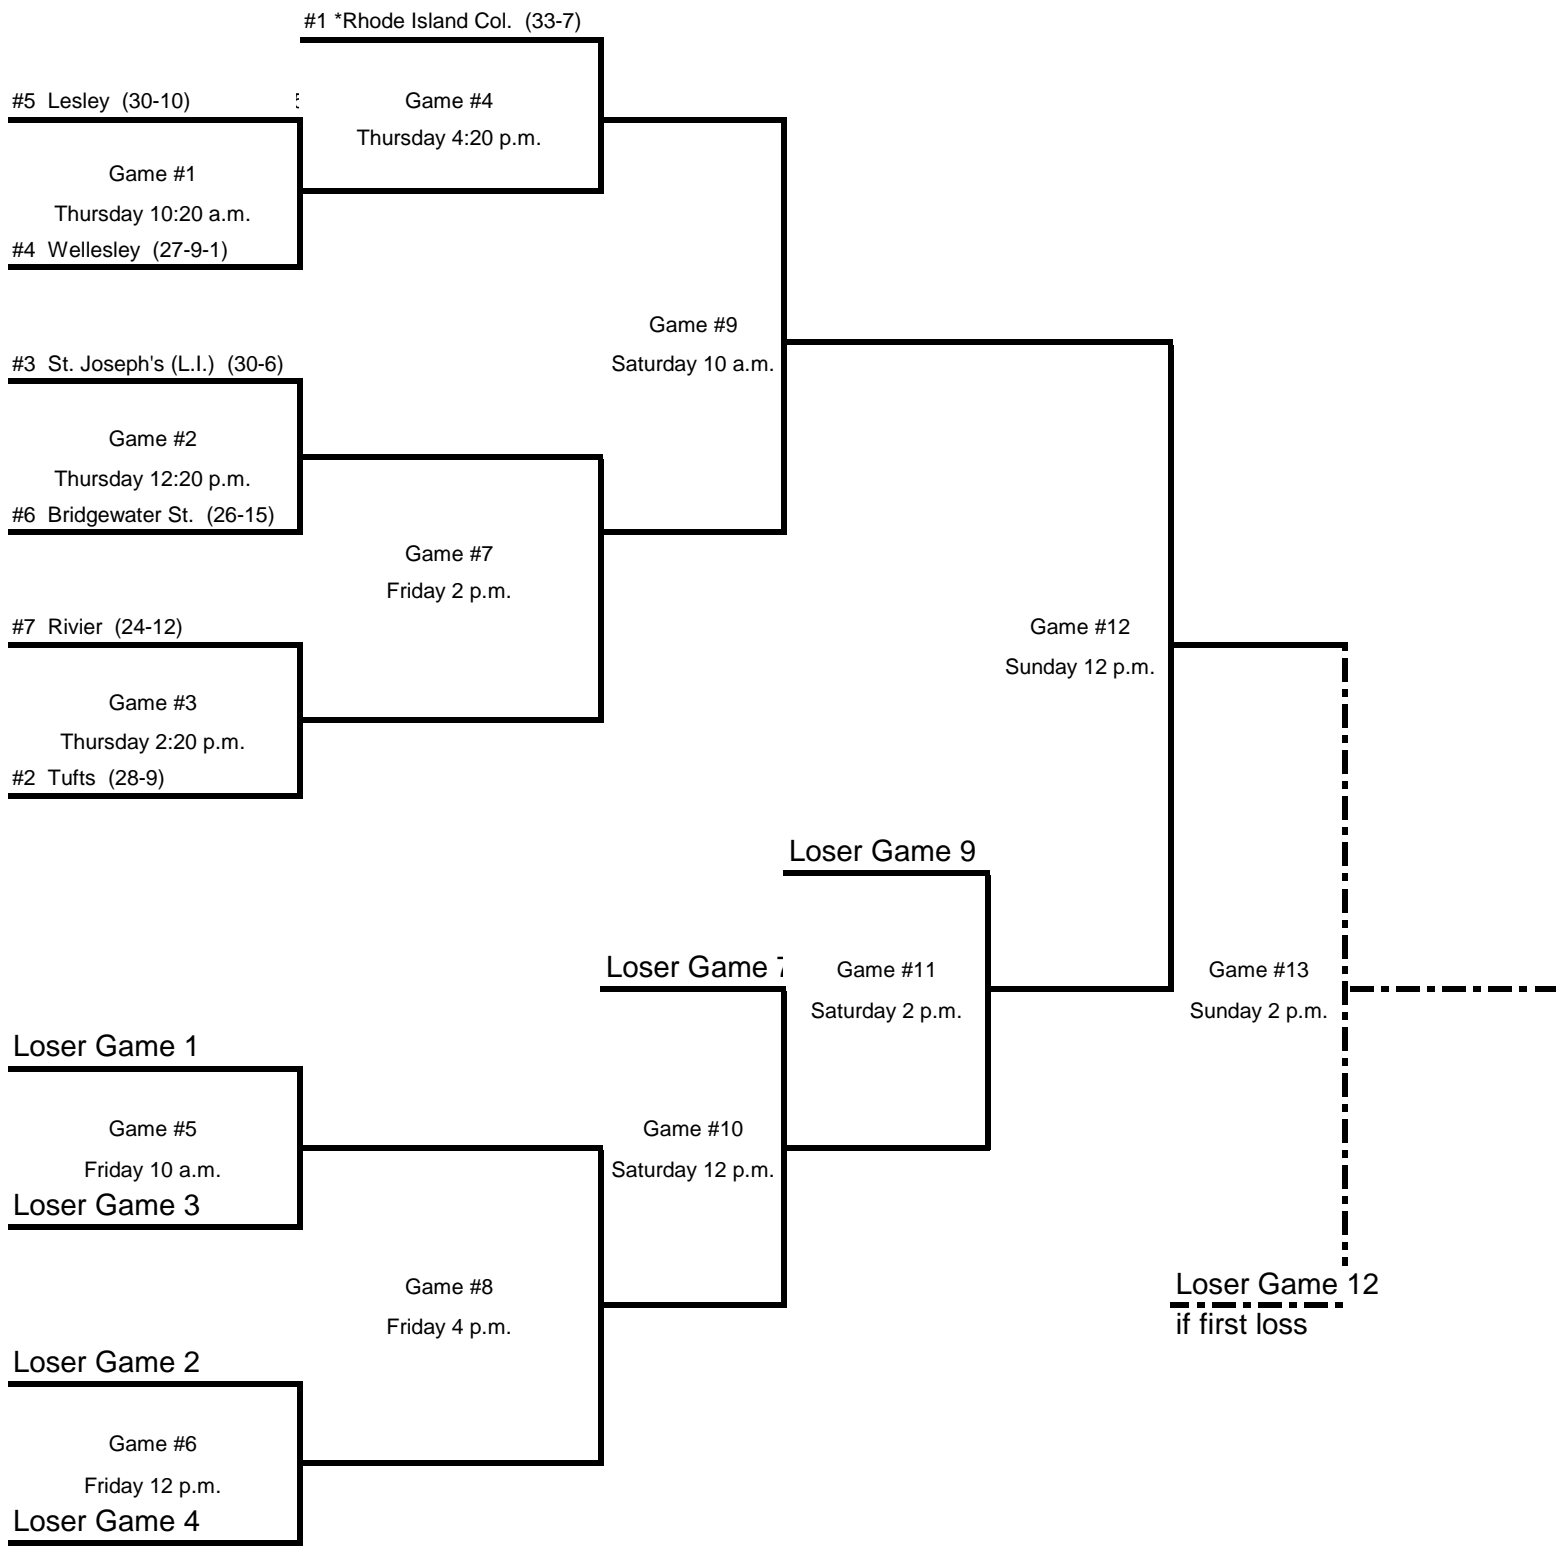 #1 *Rhode Island Col. (33-7)
#5 Lesley (30-10)
Game #4
Thursday 4:20 p.m.
Game #1
Thursday 10:20 a.m.
#4 Wellesley (27-9-1)
Game #9
Saturday 10 a.m.
#3 St. Joseph's (L.I.) (30-6)
Game #2
Thursday 12:20 p.m.
#6 Bridgewater St. (26-15)
Game #7
Friday 2 p.m.
#7 Rivier (24-12)
Game #12
Sunday 12 p.m.
Game #3
Thursday 2:20 p.m.
#2 Tufts (28-9)
Loser Game 9
Loser Game 7
Game #11
Saturday 2 p.m.
Game #13
Sunday 2 p.m.
Loser Game 1
Game #5
Friday 10 a.m.
Loser Game 3
Game #10
Saturday 12 p.m.
Game #8
Friday 4 p.m.
Loser Game 12
if first loss
Loser Game 2
Game #6
Friday 12 p.m.
Loser Game 4